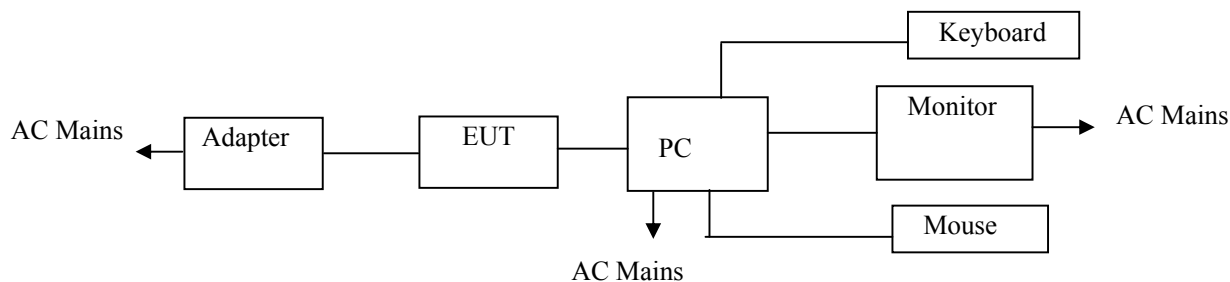 Keyboard
Monitor
AC Mains
AC Mains
Adapter
EUT
PC
Mouse
AC Mains